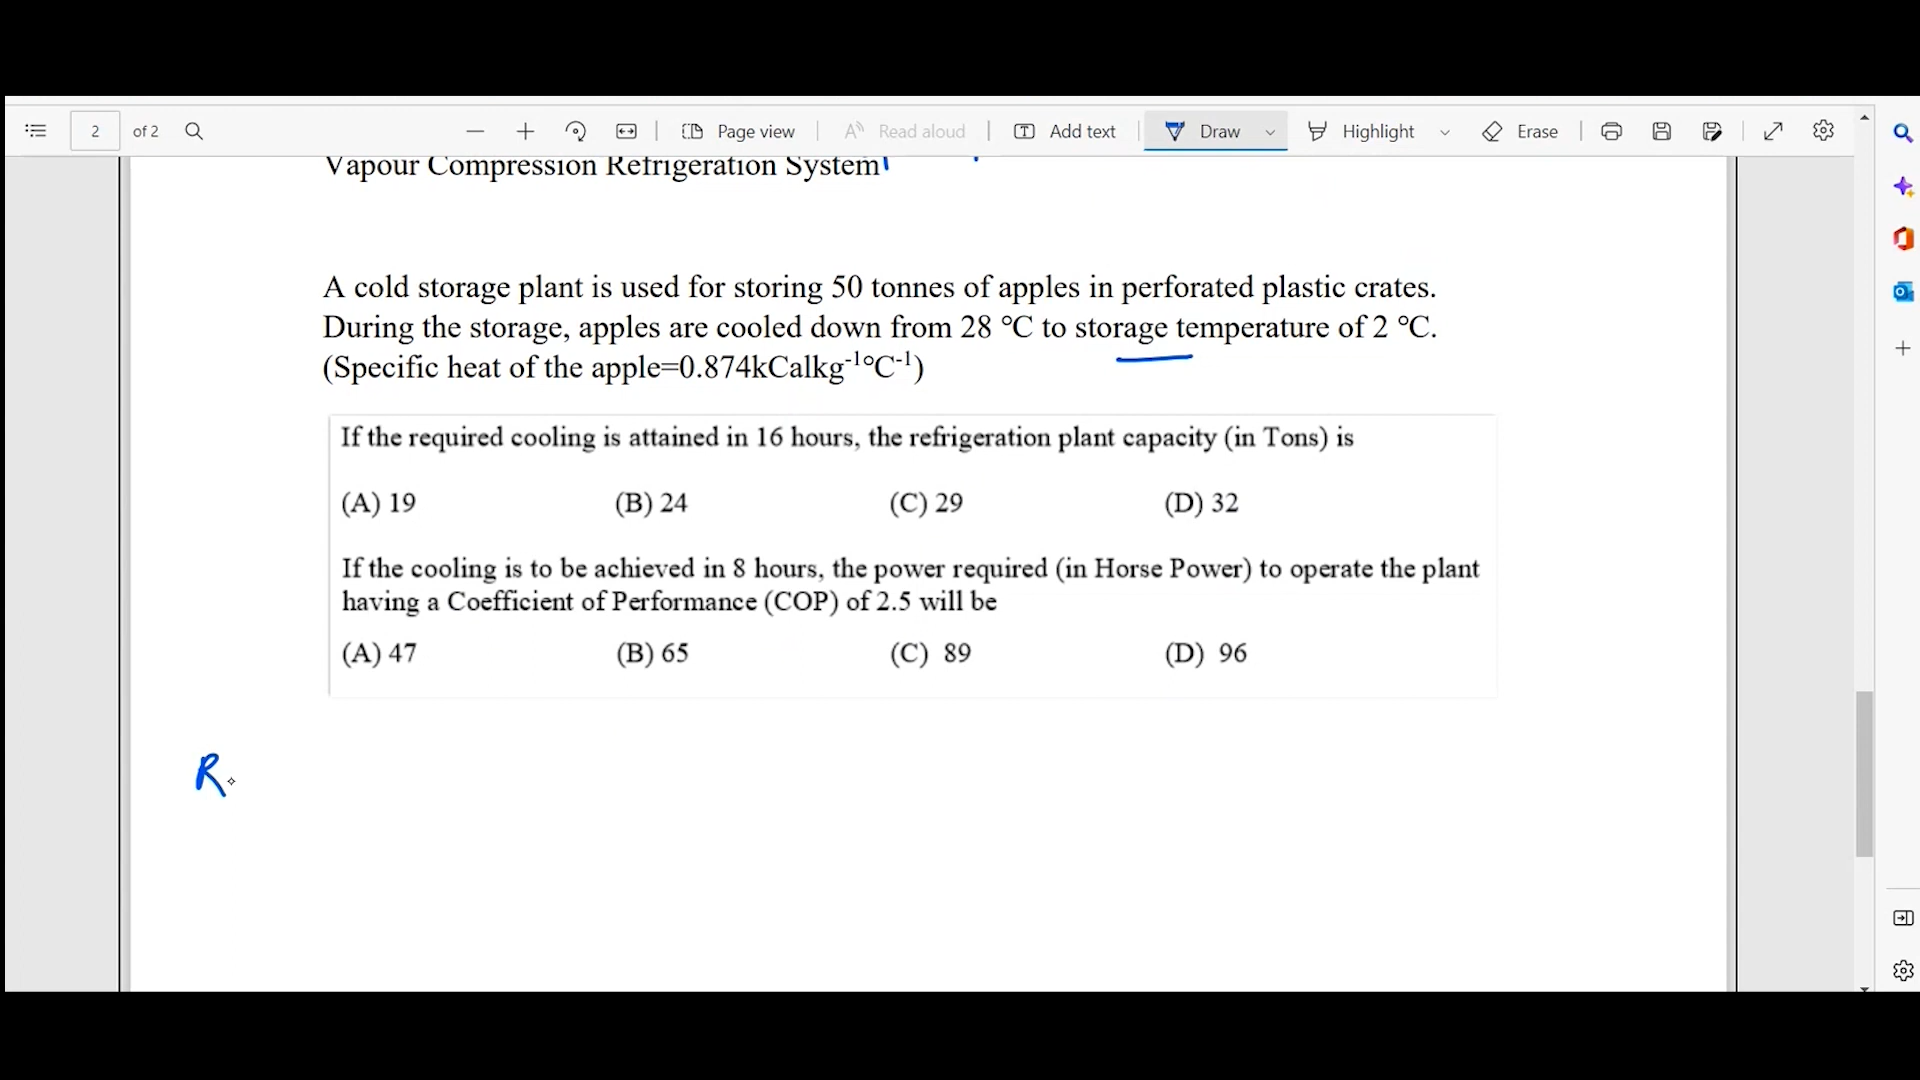 2 of 2 Page view Read aloud Add text Draw Highlight Erase
Vapour Compression Refrigeration System
A cold storage plant is used for storing 50 tonnes of apples in perforated plastic crates.
During the storage, apples are cooled down from 28 °C to storage temperature of 2 °C.
(Specific heat of the apple=0.874kCalkg⁻¹°C⁻¹)
If the required cooling is attained in 16 hours, the refrigeration plant capacity (in Tons) is
(A) 19 (B) 24 (C) 29 (D) 32
If the cooling is to be achieved in 8 hours, the power required (in Horse Power) to operate the plant
having a Coefficient of Performance (COP) of 2.5 will be
(A) 47 (B) 65 (C) 89 (D) 96
R